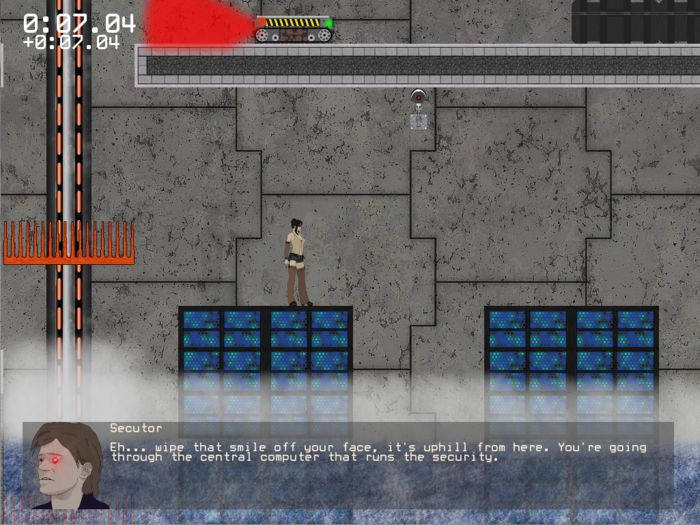 0:07.04
+0:07.04
Secutor
Eh... wipe that smile off your face, it's uphill from here. You're going
through the central computer that runs the security.